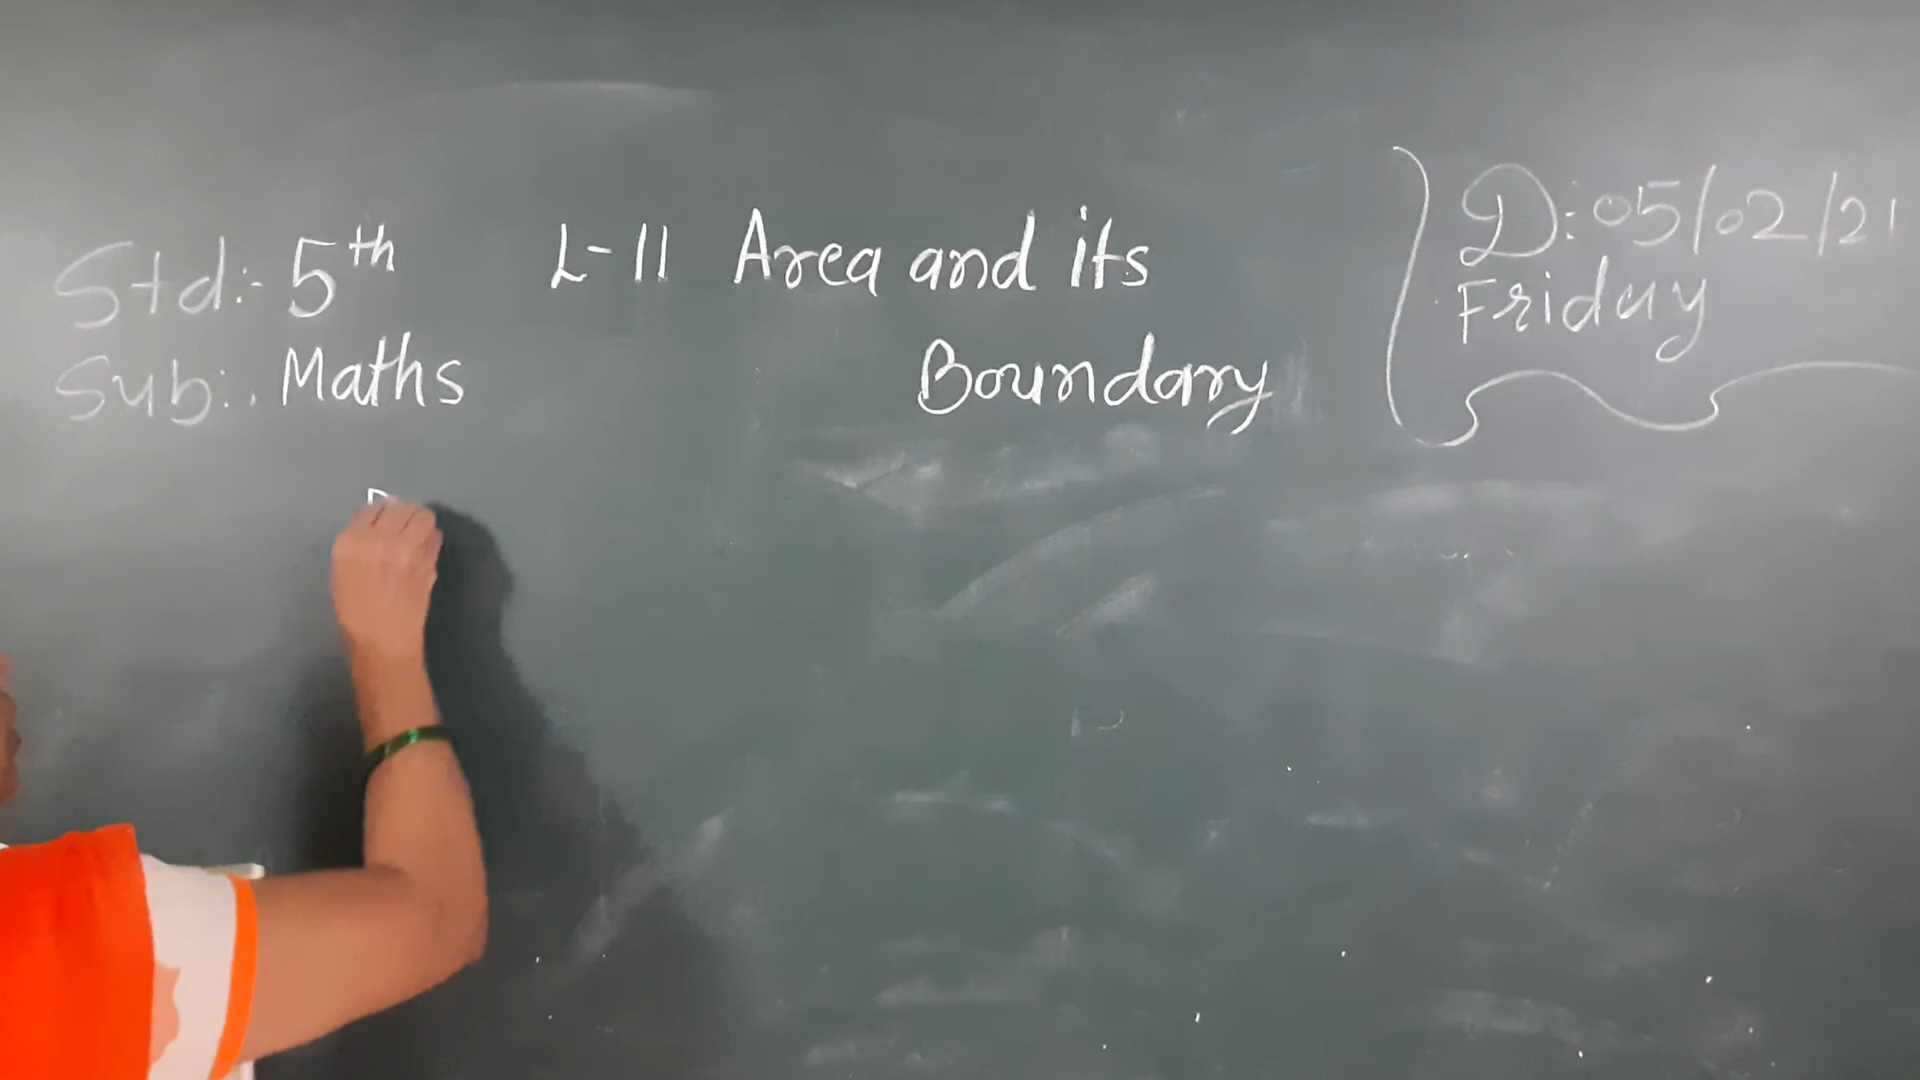 Std:- 5th
Sub:. Maths
L-11 Area and its
Boundary
D: 05/02/21
Friday